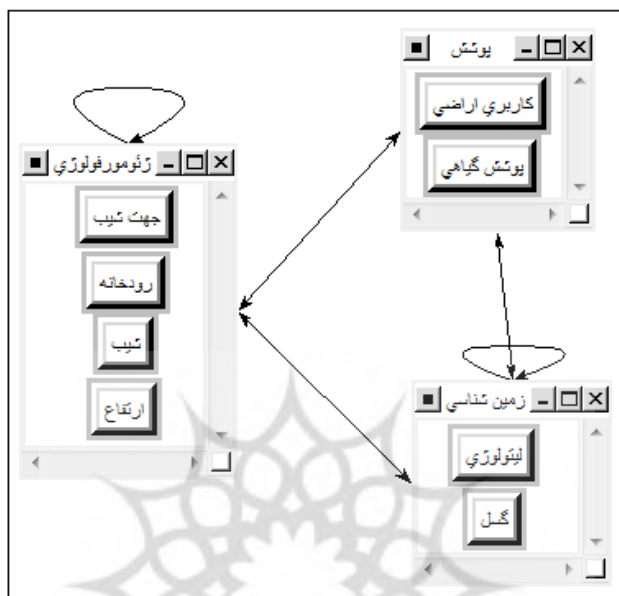 پوشش
کاربري اراضي
پوشش گياهي
ژئومورفولوژي
جهت شيب
رودخانه
شيب
ارتفاع
زمين شناسي
ليتولوژي
گسل